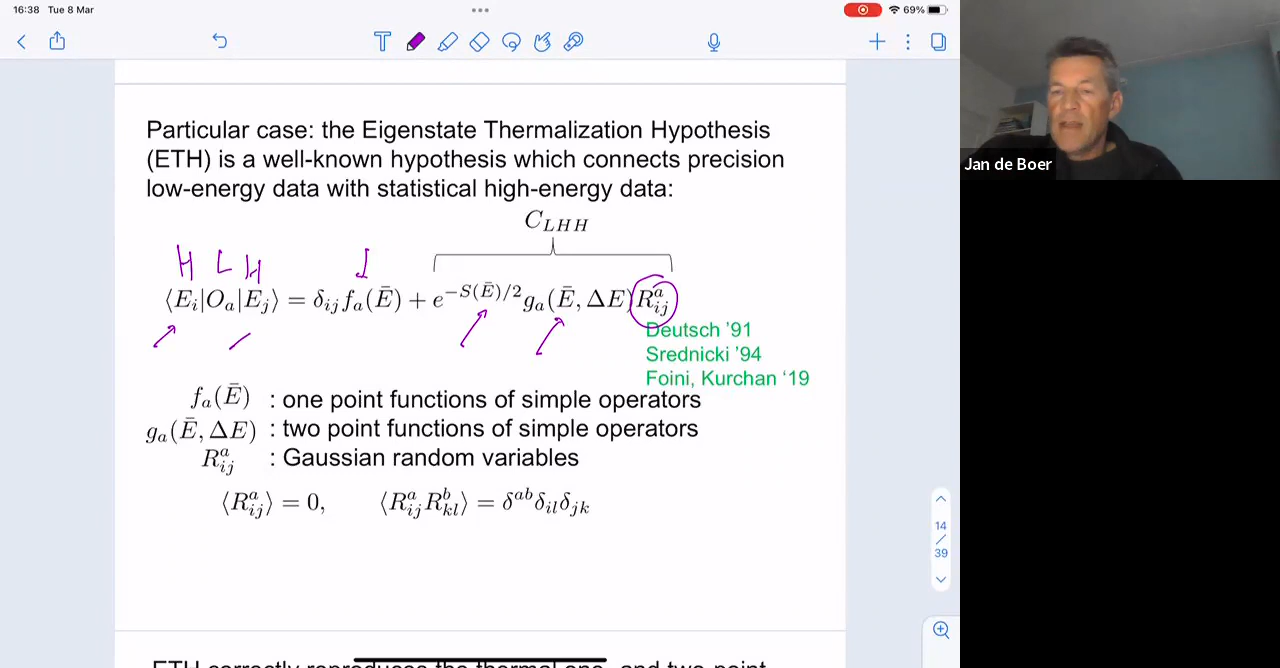 16:38 Tue 8 Mar
69%
Particular case: the Eigenstate Thermalization Hypothesis
(ETH) is a well-known hypothesis which connects precision
low-energy data with statistical high-energy data:
C_{LHH}
H L H
⟨E_i|O_a|E_j⟩ = δ_{ij} f_a(Ē) + e^{-S(Ē)/2} g_a(Ē, ΔE) R^a_{ij}
Deutsch '91
Srednicki '94
Foini, Kurchan '19
f_a(Ē) : one point functions of simple operators
g_a(Ē, ΔE) : two point functions of simple operators
R^a_{ij} : Gaussian random variables
⟨R^a_{ij}⟩ = 0, ⟨R^a_{ij} R^b_{kl}⟩ = δ^{ab} δ_{il} δ_{jk}
14
/
39
Jan de Boer